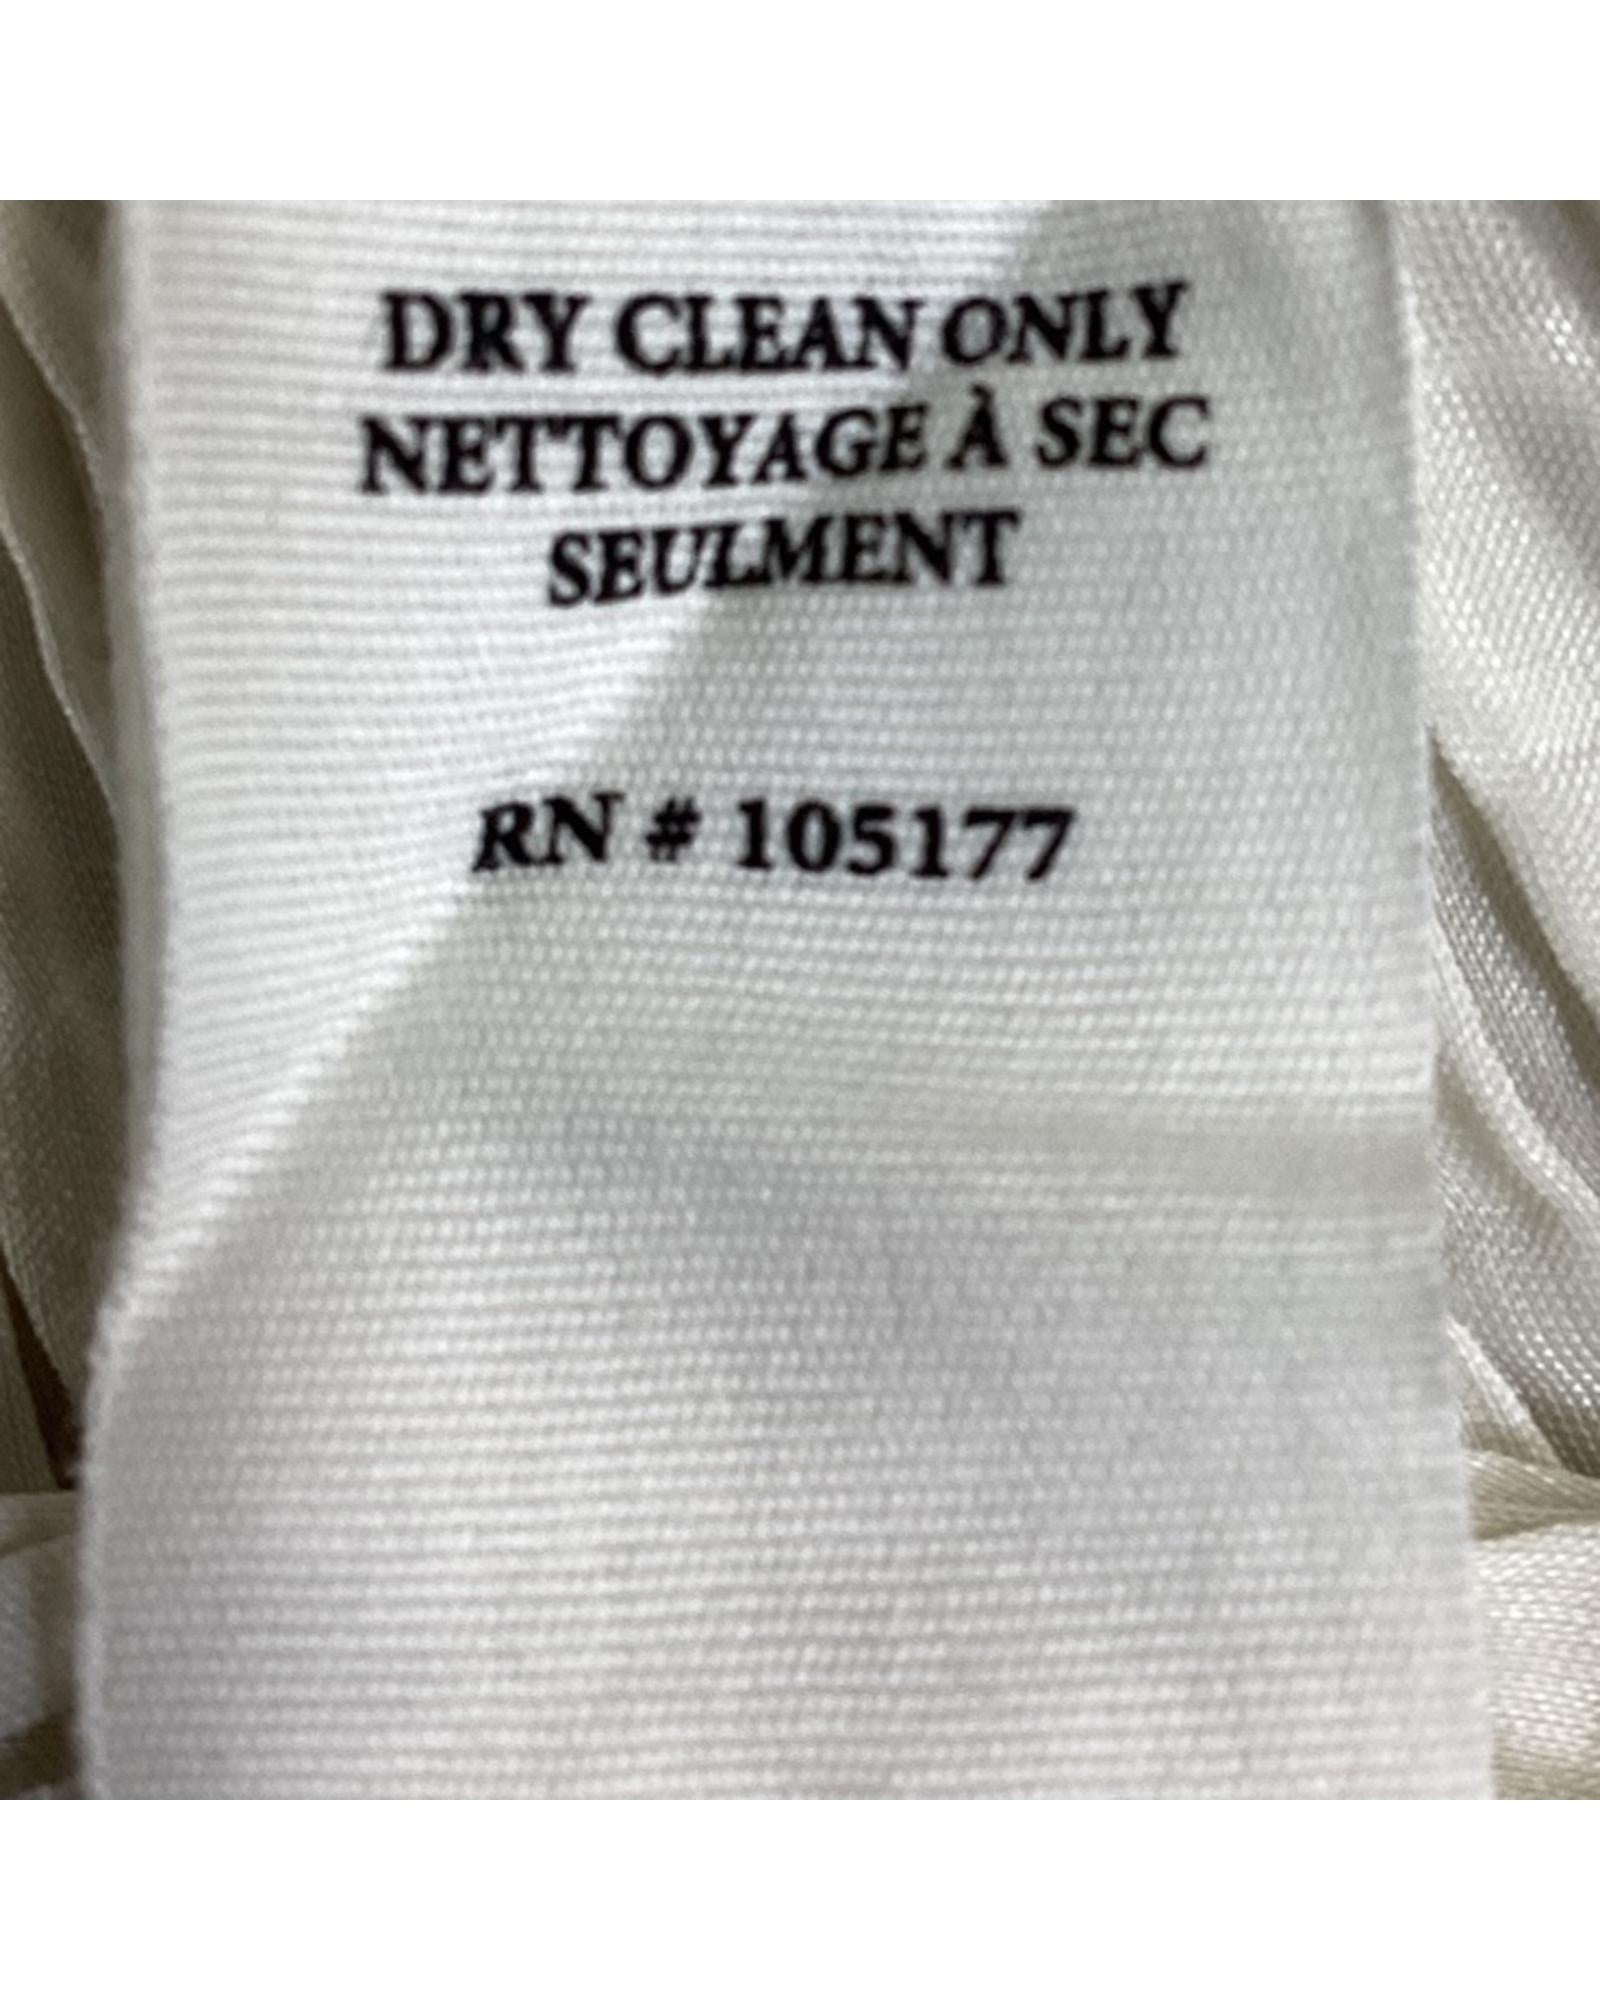 DRY CLEAN ONLY
NETTOYAGE À SEC
SEULMENT
RN # 105177